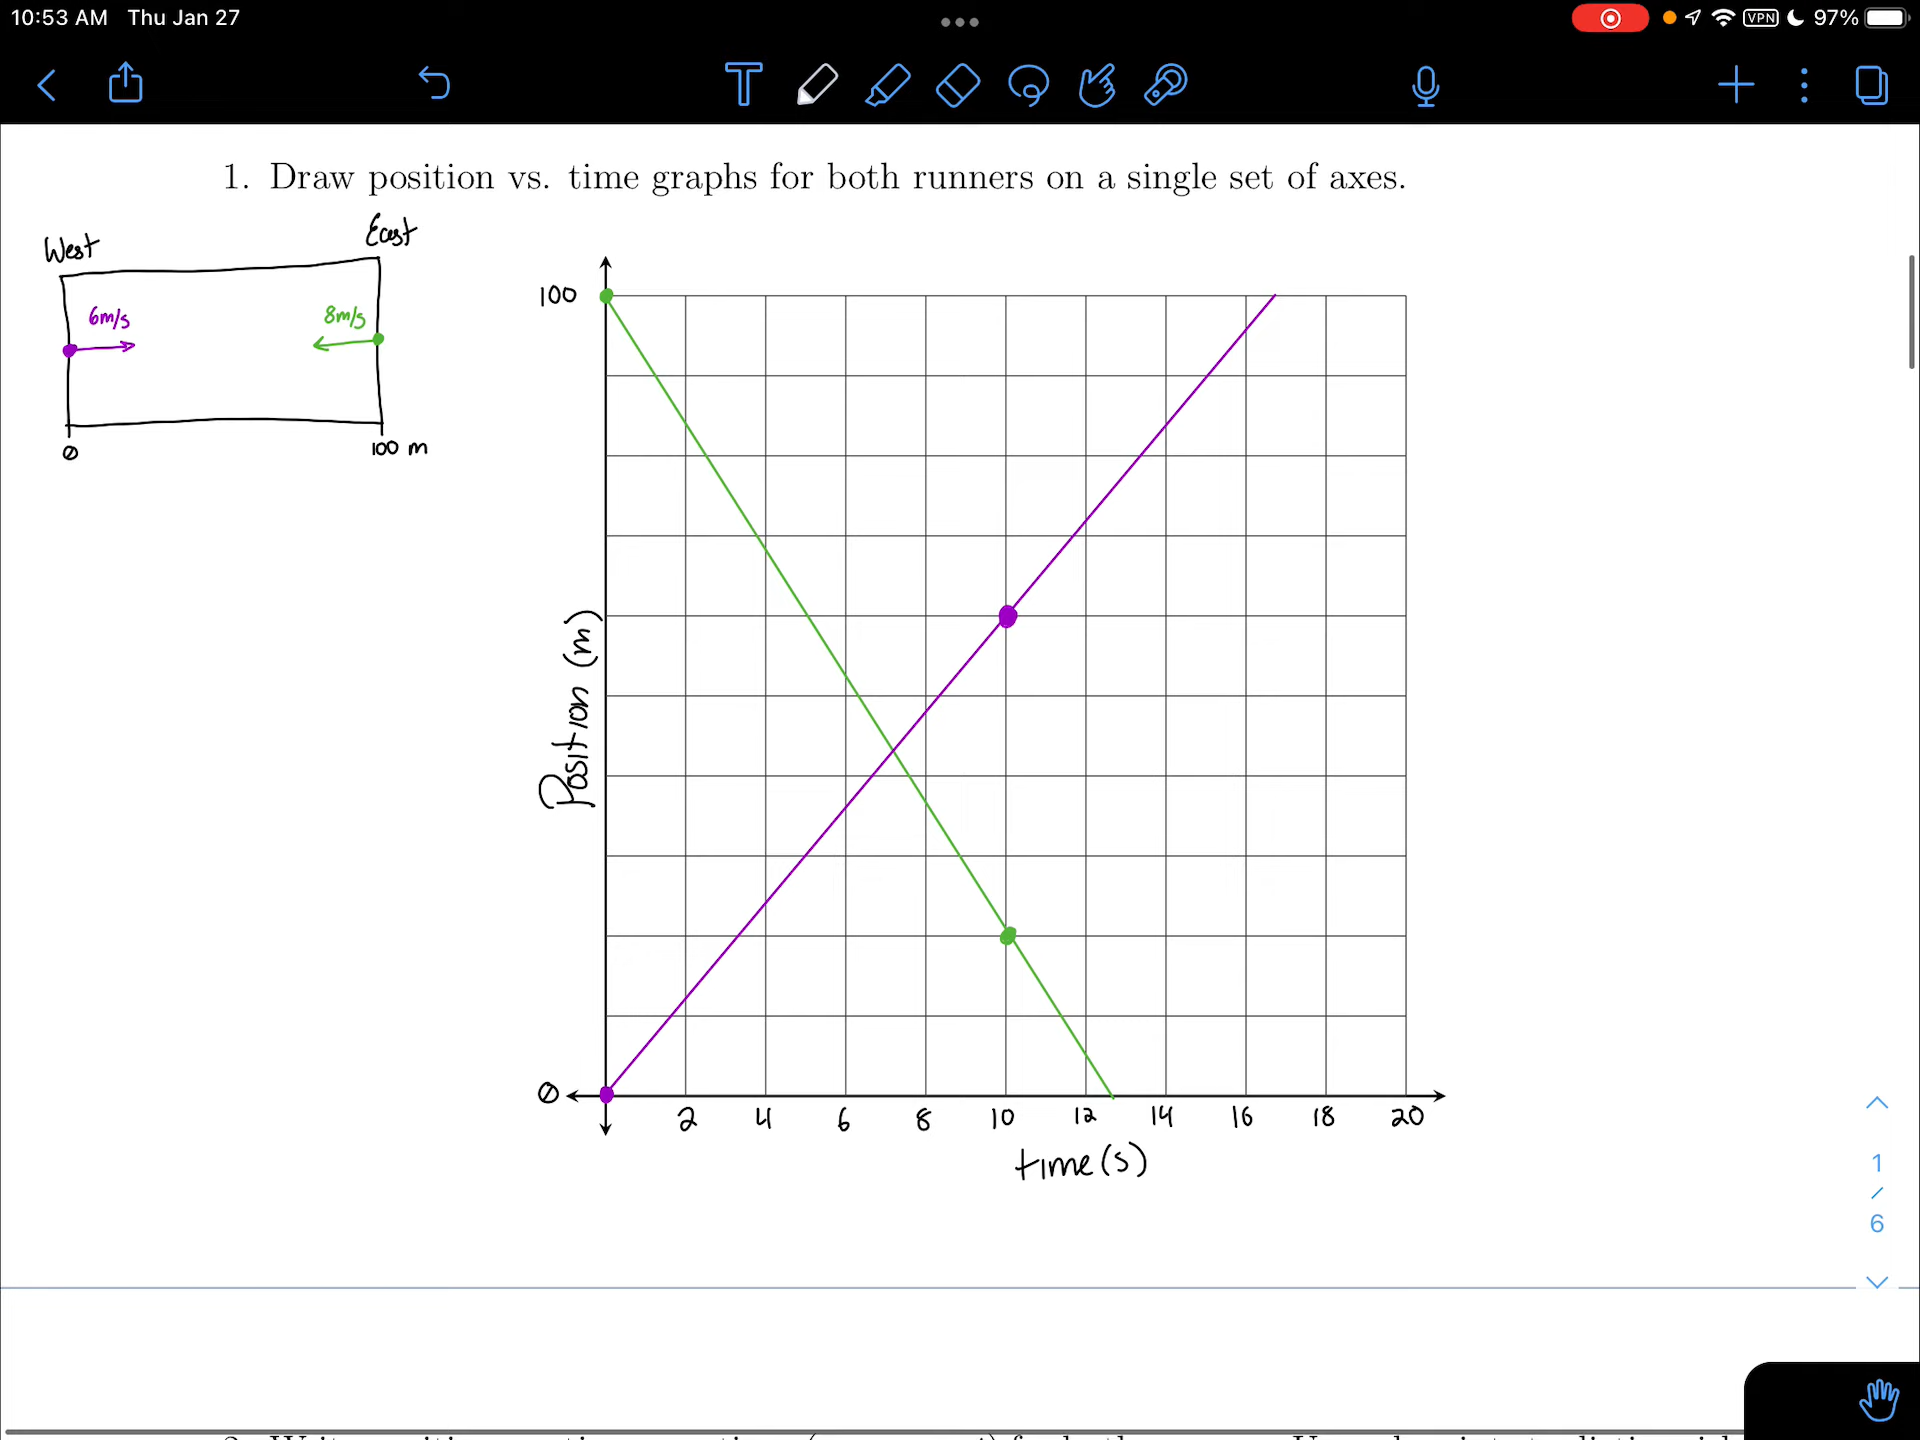 10:53 AM Thu Jan 27
VPN 97%
T
1. Draw position vs. time graphs for both runners on a single set of axes.
West
East
6m/s
8m/s
0
100 m
100
Position (m)
0
2 4 6 8 10 12 14 16 18 20
time (s)
1
/
6